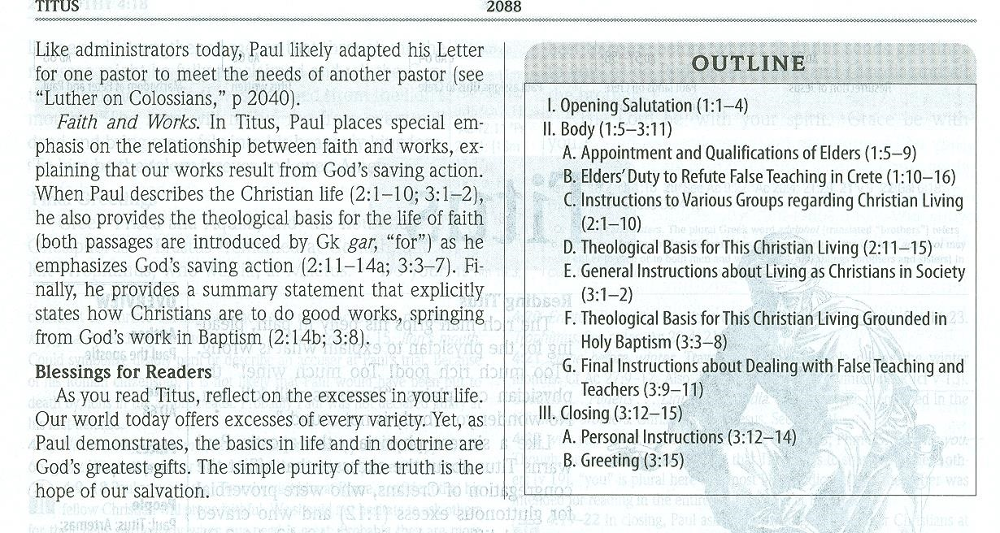 TITUS
2088
Like administrators today, Paul likely adapted his Letter
for one pastor to meet the needs of another pastor (see
“Luther on Colossians,” p 2040).
Faith and Works. In Titus, Paul places special em-
phasis on the relationship between faith and works, ex-
plaining that our works result from God’s saving action.
When Paul describes the Christian life (2:1–10; 3:1–2),
he also provides the theological basis for the life of faith
(both passages are introduced by Gk gar, “for”) as he
emphasizes God’s saving action (2:11–14a; 3:3–7). Fi-
nally, he provides a summary statement that explicitly
states how Christians are to do good works, springing
from God’s work in Baptism (2:14b; 3:8).
Blessings for Readers
As you read Titus, reflect on the excesses in your life.
Our world today offers excesses of every variety. Yet, as
Paul demonstrates, the basics in life and in doctrine are
God’s greatest gifts. The simple purity of the truth is the
hope of our salvation.
OUTLINE
I. Opening Salutation (1:1–4)
II. Body (1:5–3:11)
A. Appointment and Qualifications of Elders (1:5–9)
B. Elders’ Duty to Refute False Teaching in Crete (1:10–16)
C. Instructions to Various Groups regarding Christian Living
(2:1–10)
D. Theological Basis for This Christian Living (2:11–15)
E. General Instructions about Living as Christians in Society
(3:1–2)
F. Theological Basis for This Christian Living Grounded in
Holy Baptism (3:3–8)
G. Final Instructions about Dealing with False Teaching and
Teachers (3:9–11)
III. Closing (3:12–15)
A. Personal Instructions (3:12–14)
B. Greeting (3:15)